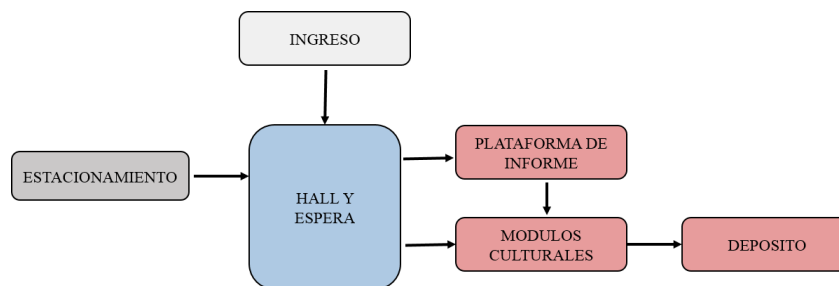 INGRESO
ESTACIONAMIENTO
HALL Y
ESPERA
PLATAFORMA DE
INFORME
MODULOS
CULTURALES
DEPOSITO